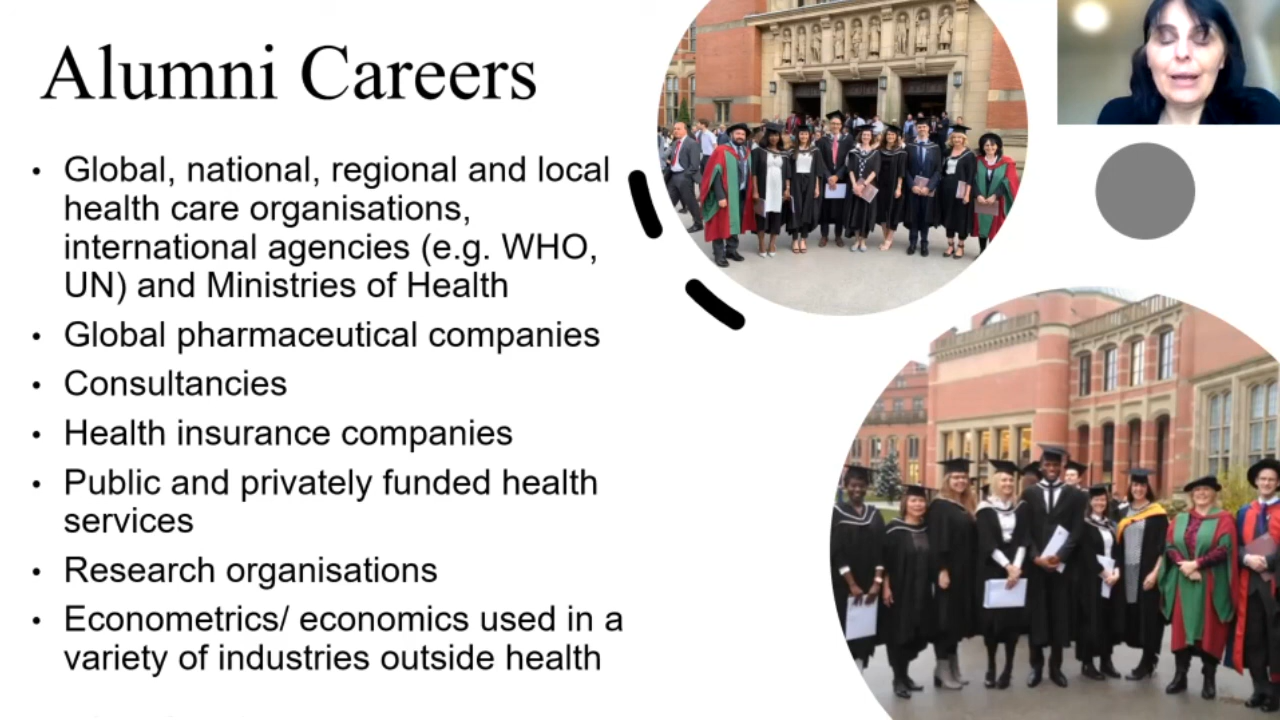 Alumni Careers
• Global, national, regional and local
health care organisations,
international agencies (e.g. WHO,
UN) and Ministries of Health
• Global pharmaceutical companies
• Consultancies
• Health insurance companies
• Public and privately funded health
services
• Research organisations
• Econometrics/ economics used in a
variety of industries outside health